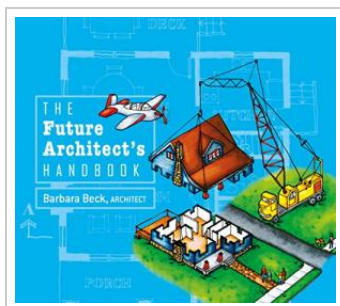 DECK
THE
Future
Architect's
HANDBOOK
Barbara Beck, ARCHITECT
A
PORCH